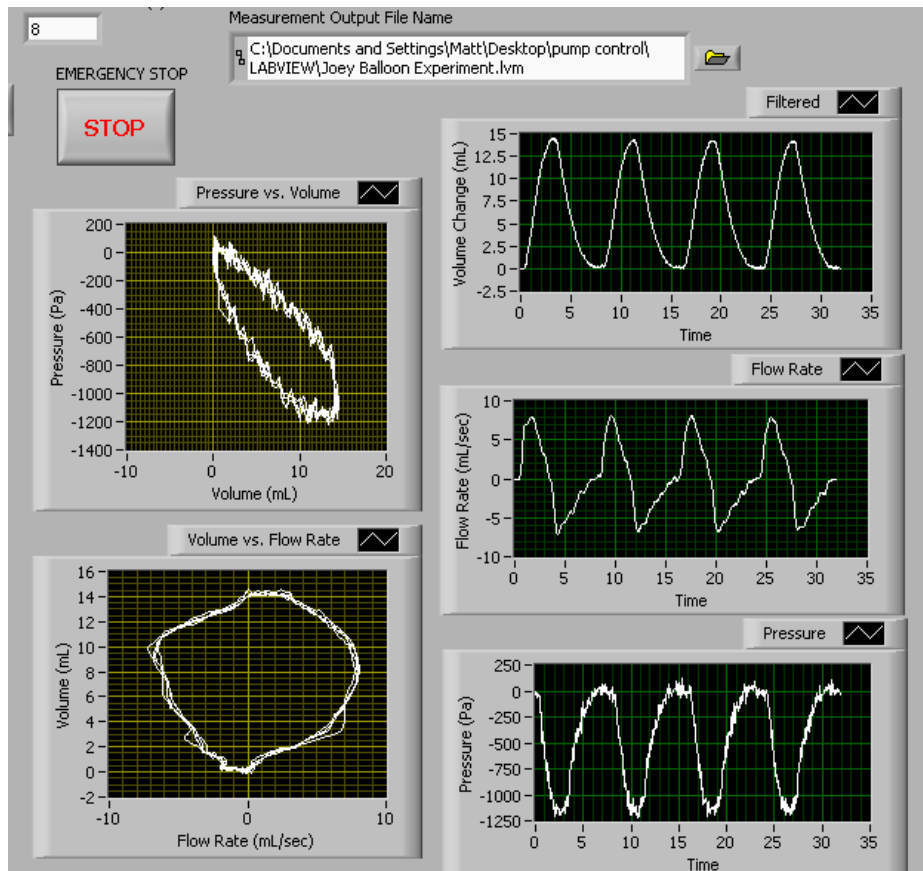 Measurement Output File Name
8
C:\Documents and Settings\Matt\Desktop\pump control\
LABVIEW\Joey Balloon Experiment.lvm
EMERGENCY STOP
STOP
Filtered
15
12.5
10
7.5
5
2.5
0
-2.5
Volume Change (mL)
0 5 10 15 20 25 30 35
Time
Pressure vs. Volume
200
0
-200
-400
-600
-800
-1000
-1200
-1400
Pressure (Pa)
-10 0 10 20
Volume (mL)
Flow Rate
10
5
0
-5
-10
Flow Rate (mL/sec)
0 5 10 15 20 25 30 35
Time
Volume vs. Flow Rate
16
14
12
10
8
6
4
2
0
-2
Volume (mL)
-10 0 10
Flow Rate (mL/sec)
Pressure
250
0
-250
-500
-750
-1000
-1250
Pressure (Pa)
0 5 10 15 20 25 30 35
Time